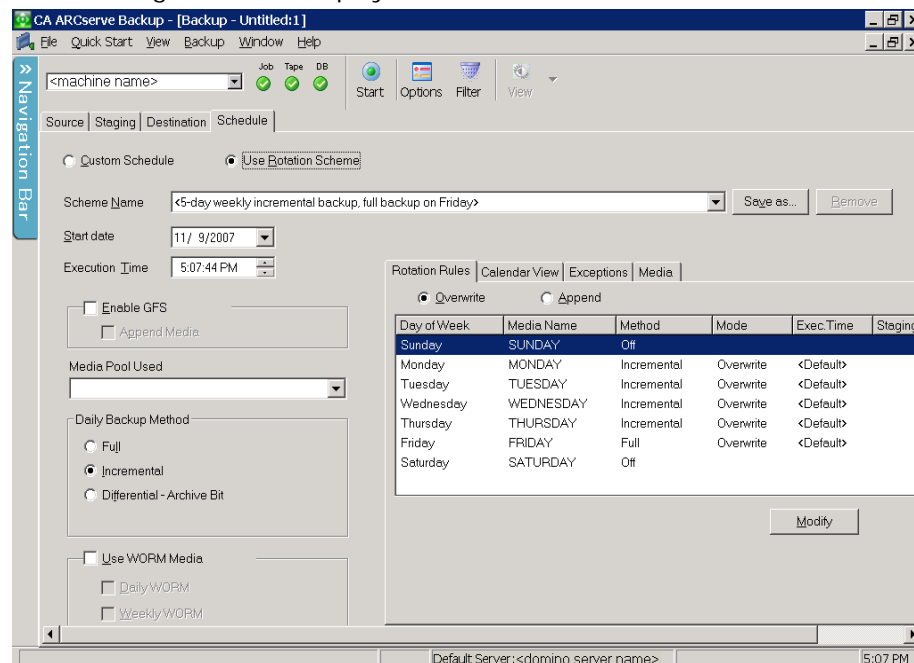 CA ARCserve Backup - [Backup - Untitled:1]
File Quick Start View Backup Window Help
<machine name> Job Tape DB Start Options Filter View
Source Staging Destination Schedule
Navigation Bar
Custom Schedule Use Rotation Scheme
Scheme Name <5-day weekly incremental backup, full backup on Friday> Save as... Remove
Start date 11/ 9/2007
Execution Time 5:07:44 PM
Rotation Rules Calendar View Exceptions Media
Overwrite Append
Enable GFS
Append Media
Media Pool Used
Daily Backup Method
Full
Incremental
Differential - Archive Bit
Use WORM Media
Daily WORM
Weekly WORM
Day of Week Media Name Method Mode Exec. Time Staging
Sunday SUNDAY Off
Monday MONDAY Incremental Overwrite <Default>
Tuesday TUESDAY Incremental Overwrite <Default>
Wednesday WEDNESDAY Incremental Overwrite <Default>
Thursday THURSDAY Incremental Overwrite <Default>
Friday FRIDAY Full Overwrite <Default>
Saturday SATURDAY Off
Modify
Default Server:<domino server name> 5:07 PM